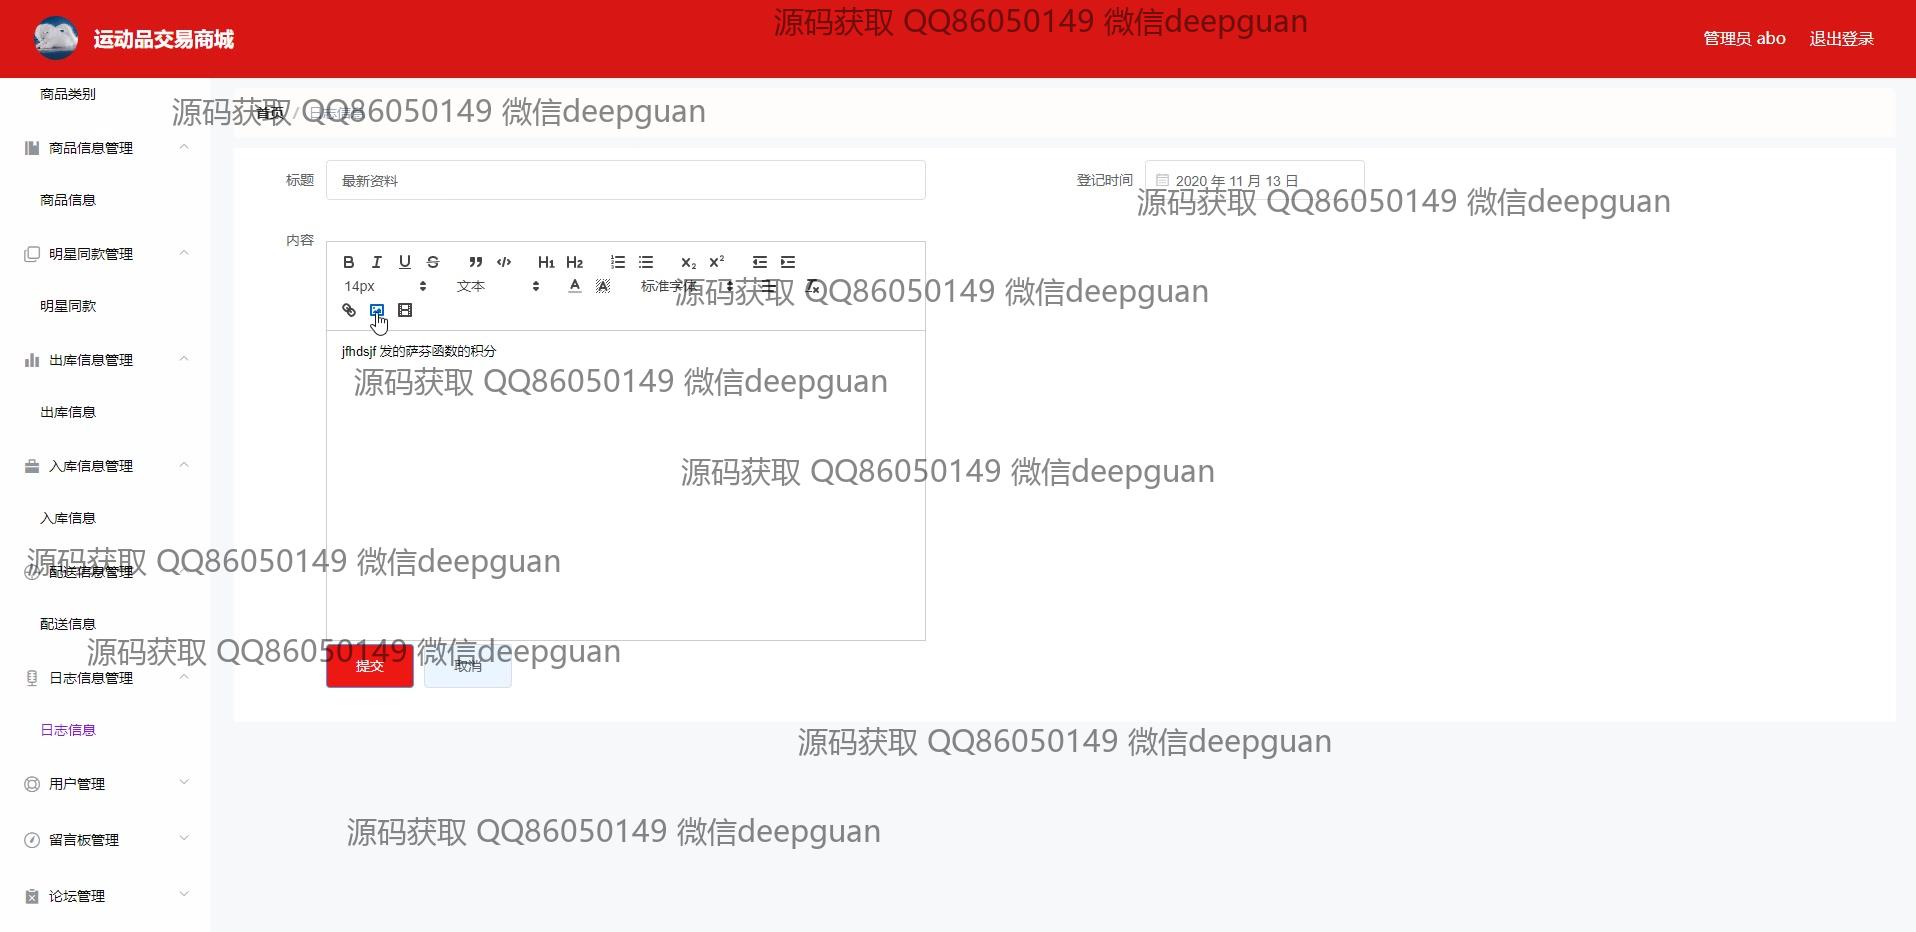 源码获取 QQ86050149 微信deepguan
运动品交易商城
管理员 abo
退出登录
商品类别
源码获取 QQ86050149 微信deepguan
首页 / 日志信息
商品信息管理
标题
最新资料
登记时间
2020 年 11 月 13 日
商品信息
源码获取 QQ86050149 微信deepguan
内容
明星同款管理
B I U S H1 H2 X2 X2
14px 文本 A A 标准字体
源码获取 QQ86050149 微信deepguan
明星同款
jfhdsjf 发的萨芬函数的积分
出库信息管理
源码获取 QQ86050149 微信deepguan
出库信息
入库信息管理
源码获取 QQ86050149 微信deepguan
入库信息
源码获取 QQ86050149 微信deepguan
配送信息管理
配送信息
源码获取 QQ86050149 微信deepguan
提交
取消
日志信息管理
日志信息
源码获取 QQ86050149 微信deepguan
用户管理
源码获取 QQ86050149 微信deepguan
留言板管理
论坛管理